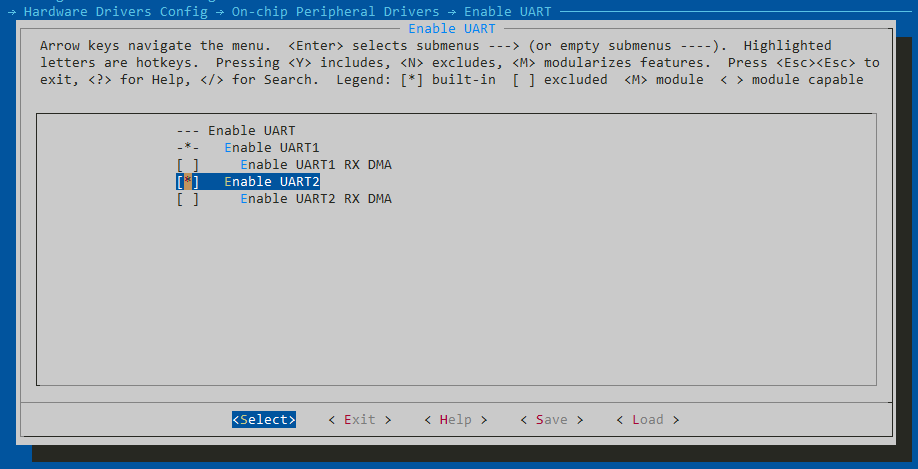 → Hardware Drivers Config → On-chip Peripheral Drivers → Enable UART
Enable UART
Arrow keys navigate the menu.  <Enter> selects submenus ---> (or empty submenus ----).  Highlighted
letters are hotkeys.  Pressing <Y> includes, <N> excludes, <M> modularizes features.  Press <Esc><Esc> to
exit, <?> for Help, </> for Search.  Legend: [*] built-in  [ ] excluded  <M> module  < > module capable
--- Enable UART
-*-   Enable UART1
[ ]     Enable UART1 RX DMA
[*]   Enable UART2
[ ]     Enable UART2 RX DMA
<Select>    < Exit >    < Help >    < Save >    < Load >